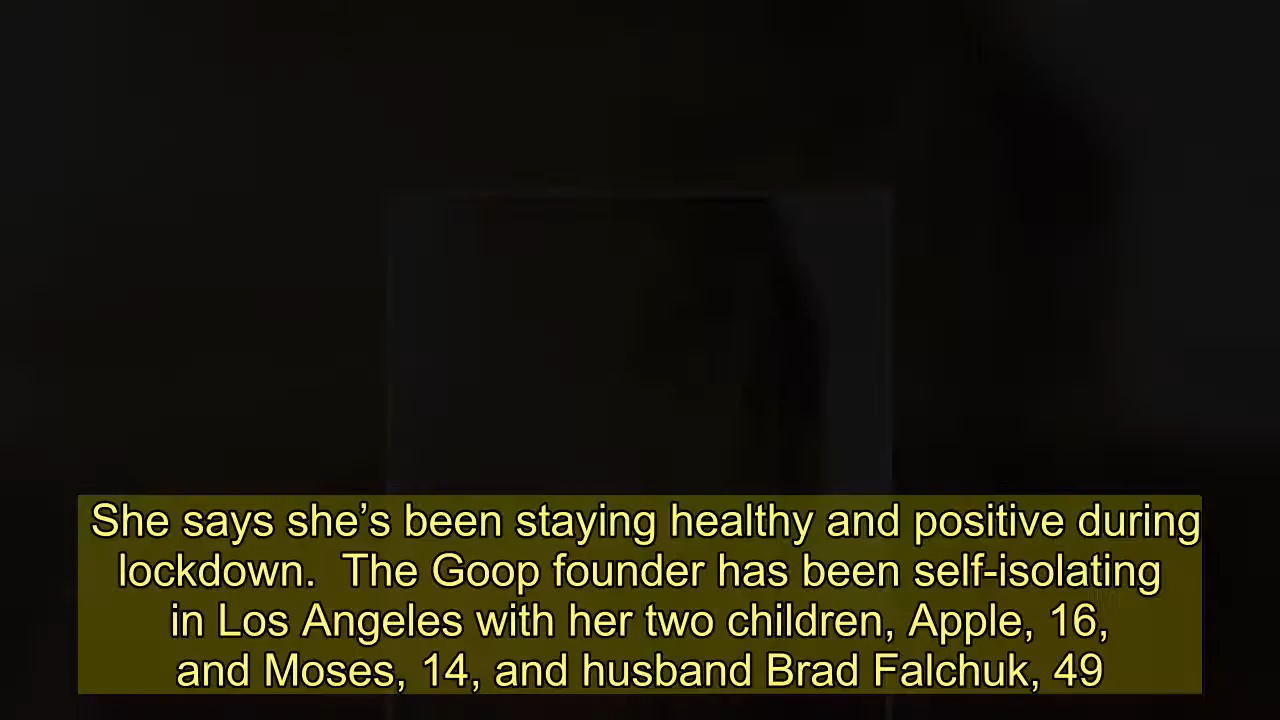 She says she’s been staying healthy and positive during
lockdown.  The Goop founder has been self-isolating
in Los Angeles with her two children, Apple, 16,
and Moses, 14, and husband Brad Falchuk, 49